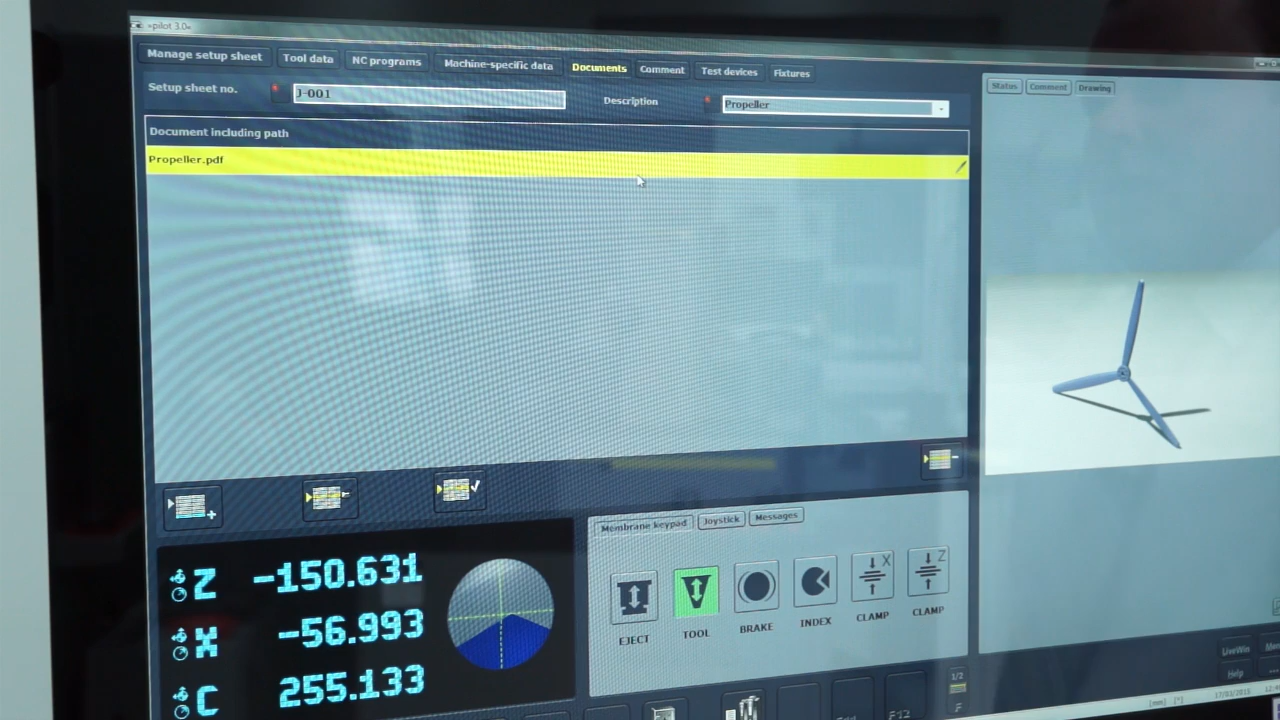 »pilot 3.0«
Manage setup sheet Tool data NC programs Machine-specific data Documents Comment Test devices Fixtures
Setup sheet no. * J-001 Description * Propeller
Status Comment Drawing
Document including path
Propeller.pdf
Membrane keypad Joystick Messages
Z -150.631
X -56.993
C 255.133
X Z
EJECT TOOL BRAKE INDEX CLAMP CLAMP
1/2
F
F12
LiveWin
Help
[mm] [°]